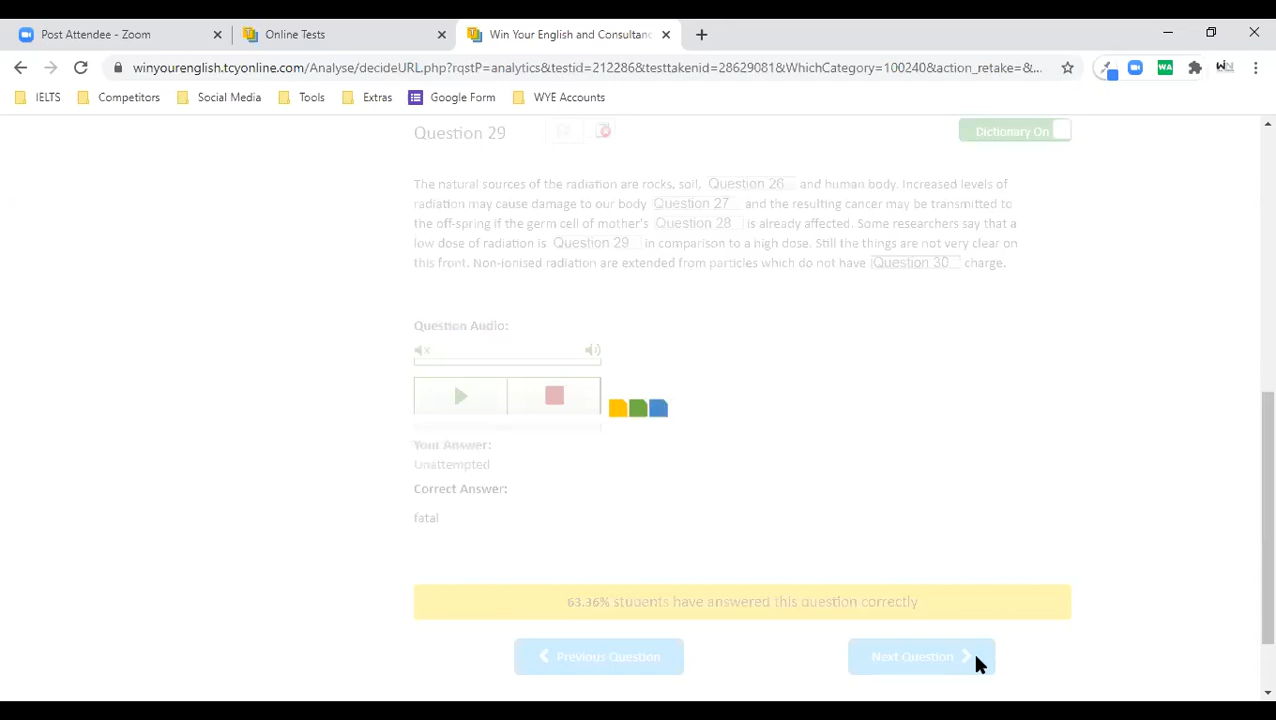 Post Attendee - Zoom
Online Tests
Win Your English and Consultanc
winyourenglish.tcyonline.com/Analyse/decideURL.php?rqstP=analytics&testid=212286&testtakenid=28629081&WhichCategory=100240&action_retake=&...
IELTS
Competitors
Social Media
Tools
Extras
Google Form
WYE Accounts
Question 29
Dictionary On
The natural sources of the radiation are rocks, soil, Question 26 and human body. Increased levels of
radiation may cause damage to our body Question 27 and the resulting cancer may be transmitted to
the off-spring if the germ cell of mother's Question 28 is already affected. Some researchers say that a
low dose of radiation is Question 29 in comparison to a high dose. Still the things are not very clear on
this front. Non-ionised radiation are extended from particles which do not have Question 30 charge.
Question Audio:
Your Answer:
Unattempted
Correct Answer:
fatal
63.36% students have answered this question correctly
Previous Question
Next Question